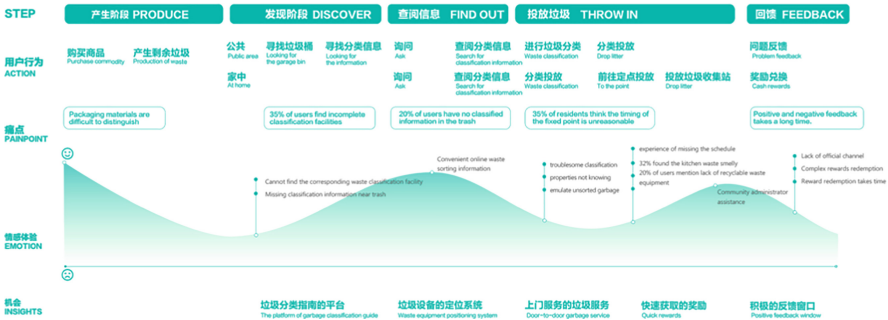 STEP
产生阶段 PRODUCE
发现阶段 DISCOVER
查阅信息 FIND OUT
投放垃圾 THROW IN
回馈 FEEDBACK
用户行为
ACTION
购买商品
Purchase commodity
产生剩余垃圾
Production of waste
公共
Public area
寻找垃圾桶
Looking for
the garbage bin
寻找分类信息
Looking for
the information
询问
Ask
查阅分类信息
Search for
classification information
进行垃圾分类
Waste classification
分类投放
Drop litter
问题反馈
Problem feedback
家中
At home
询问
Ask
查阅分类信息
Search for
classification information
分类投放
Waste classification
前往定点投放
To the point
投放垃圾收集站
Drop litter
奖励兑换
Cash rewards
痛点
PAINPOINT
Packaging materials are
difficult to distinguish
35% of users find incomplete
classification facilities
20% of users have no classified
information in the trash
35% of residents think the timing of
the fixed point is unreasonable
Positive and negative feedback
takes a long time.
情感体验
EMOTION
Cannot find the corresponding waste classification facility
Missing classification information near trash
Convenient online waste
sorting information
troublesome classification
properties not knowing
emulate unsorted garbage
experience of missing the schedule
32% found the kitchen waste smelly
20% of users mention lack of recyclable waste
equipment
Community administrator
assistance
Lack of official channel
Complex rewards redemption
Reward redemption takes time
机会
INSIGHTS
垃圾分类指南的平台
The platform of garbage classification guide
垃圾设备的定位系统
Waste equipment positioning system
上门服务的垃圾服务
Door-to-door garbage service
快速获取的奖励
Quick rewards
积极的反馈窗口
Positive feedback window